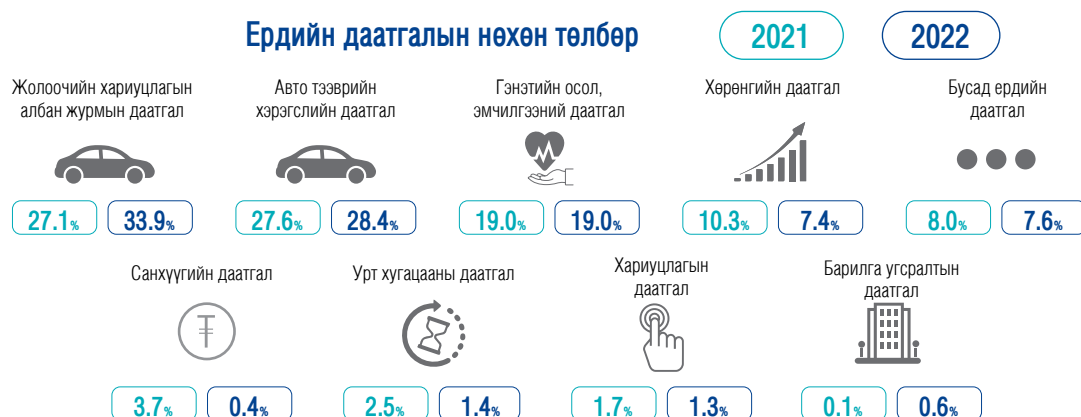 Ердийн даатгалын нөхөн төлбөр
2021
2022
Жолоочийн хариуцлагын
албан журмын даатгал
27.1%
33.9%
Авто тээврийн
хэрэгслийн даатгал
27.6%
28.4%
Гэнэтийн осол,
эмчилгээний даатгал
19.0%
19.0%
Хөрөнгийн даатгал
10.3%
7.4%
Бусад ердийн
даатгал
8.0%
7.6%
Санхүүгийн даатгал
₮
3.7%
0.4%
Урт хугацааны даатгал
2.5%
1.4%
Хариуцлагын
даатгал
1.7%
1.3%
Барилга угсралтын
даатгал
0.1%
0.6%